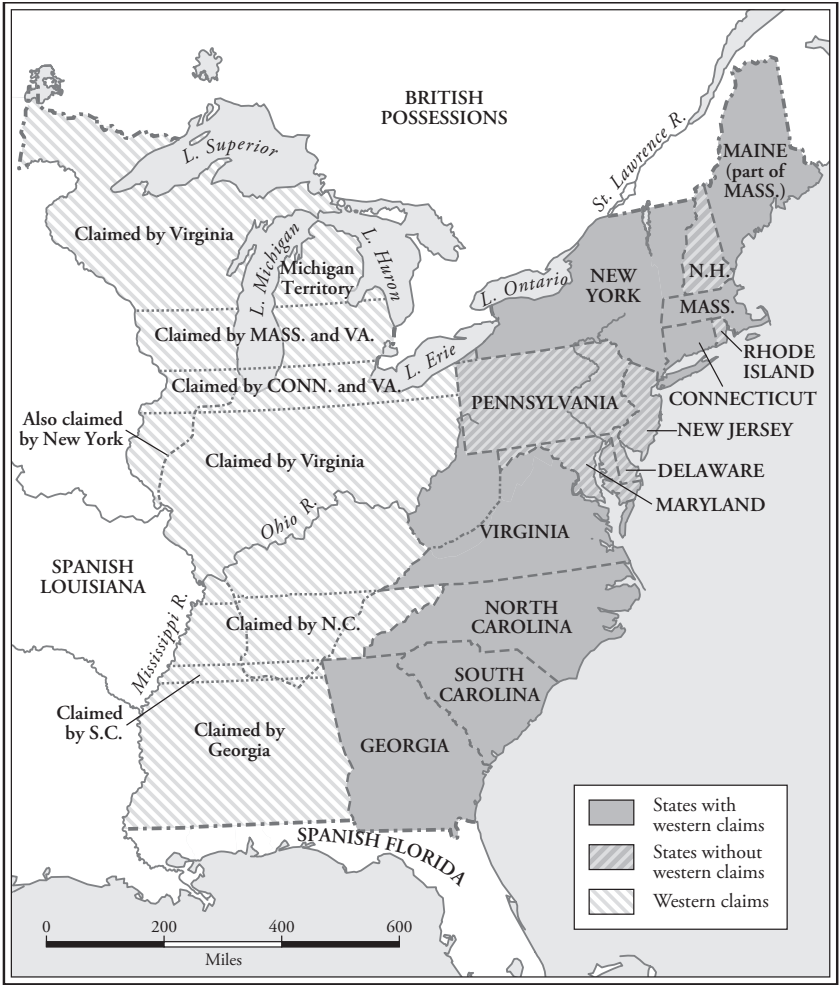 BRITISH
POSSESSIONS
L. Superior
St. Lawrence R.
MAINE
(part of
MASS.)
Claimed by Virginia
L. Michigan
L. Huron
Michigan
Territory
L. Ontario
NEW
YORK
N.H.
MASS.
Claimed by MASS. and VA.
L. Erie
RHODE
ISLAND
Claimed by CONN. and VA.
CONNECTICUT
PENNSYLVANIA
Also claimed
by New York
NEW JERSEY
Claimed by Virginia
DELAWARE
MARYLAND
Ohio R.
VIRGINIA
SPANISH
LOUISIANA
Mississippi R.
Claimed by N.C.
NORTH
CAROLINA
SOUTH
CAROLINA
Claimed
by S.C.
Claimed by
Georgia
GEORGIA
SPANISH FLORIDA
States with
western claims
States without
western claims
Western claims
0 200 400 600
Miles